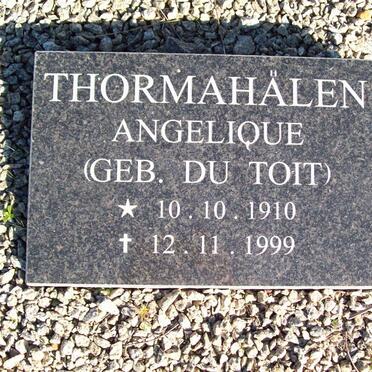 THORMAHÄLEN
ANGELIQUE
(GEB. DU TOIT)
★ 10.10.1910
✝ 12.11.1999